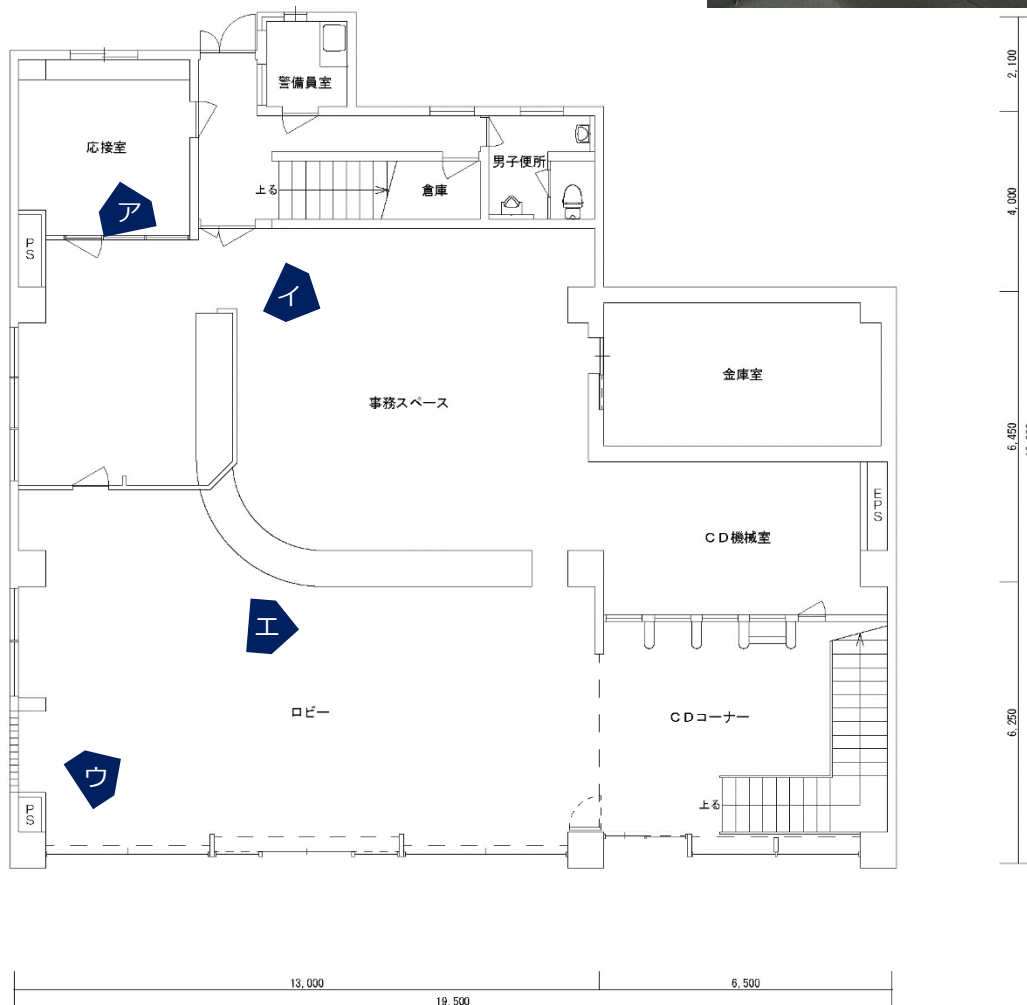 警備員室
応接室
ア
PS
上る
倉庫
男子便所
イ
事務スペース
金庫室
EPS
CD機械室
エ
ロビー
CDコーナー
ウ
PS
上る
2,100
4,000
6,450
6,250
13,000
6,500
19,500